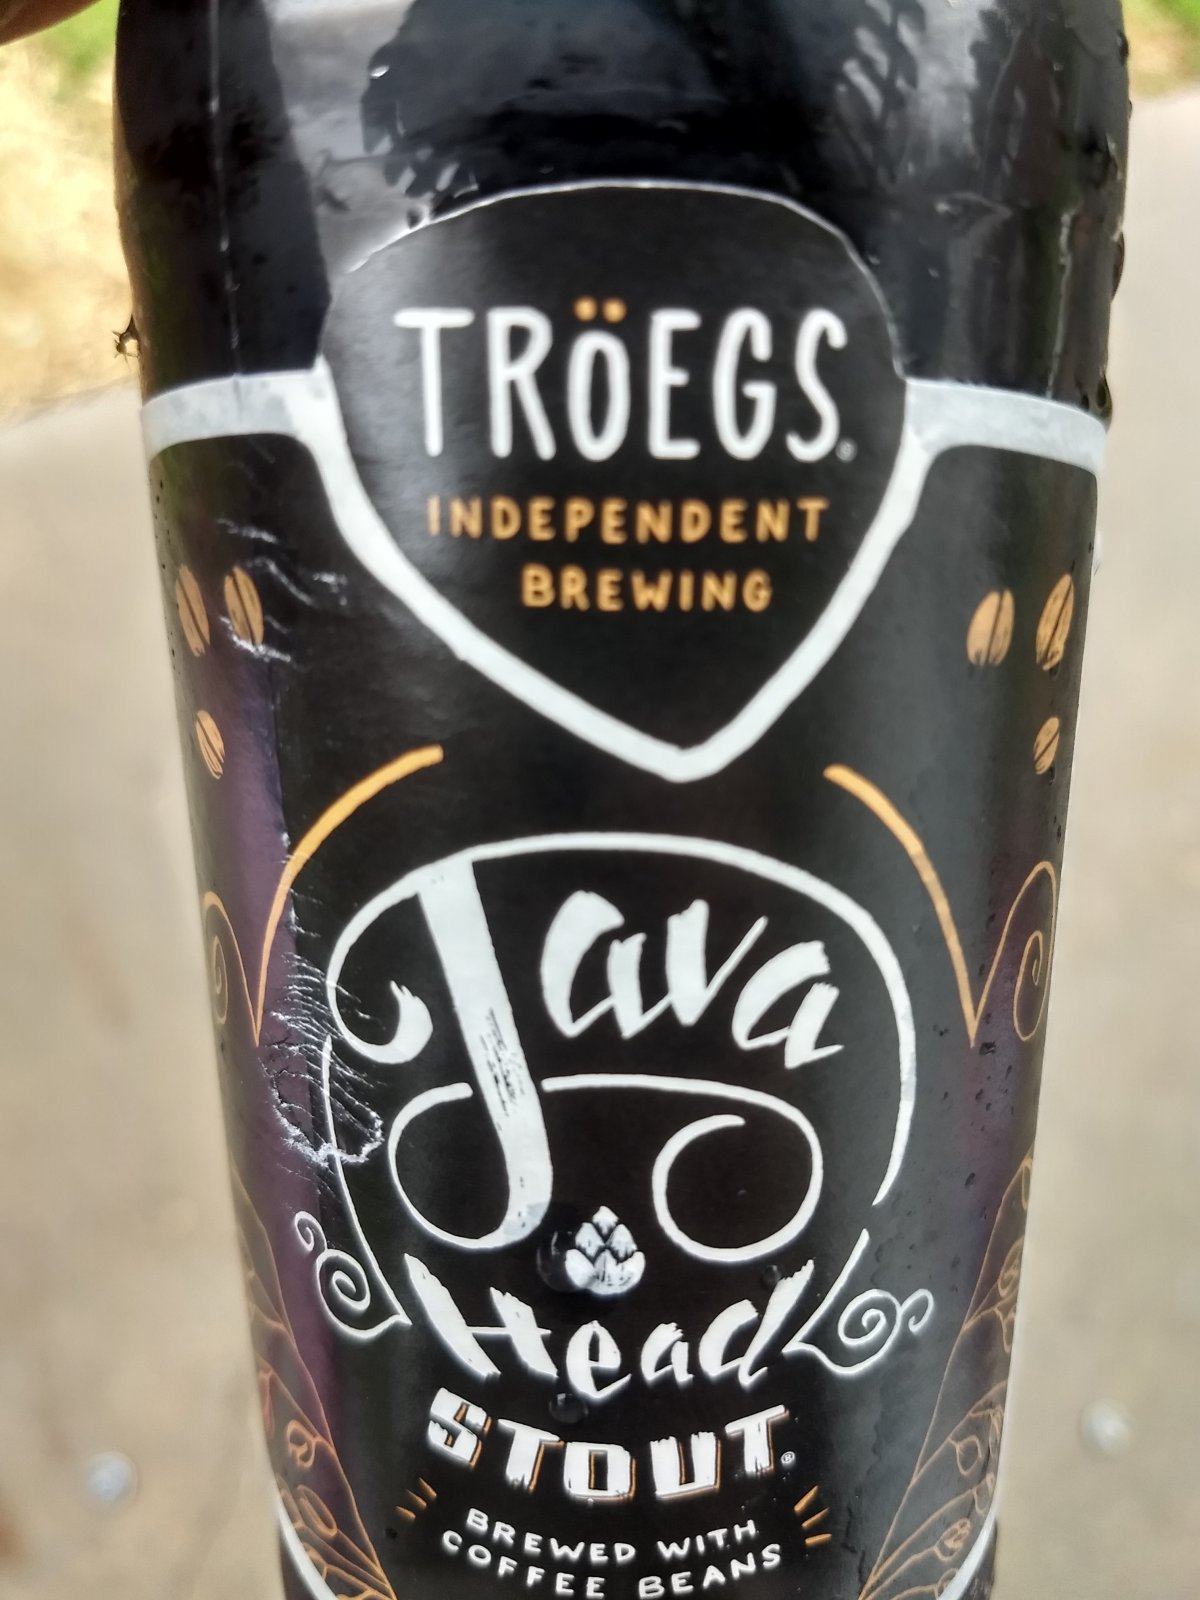 TRÖEGS®
INDEPENDENT
BREWING
Java
Head
STOUT®
BREWED WITH
COFFEE BEANS